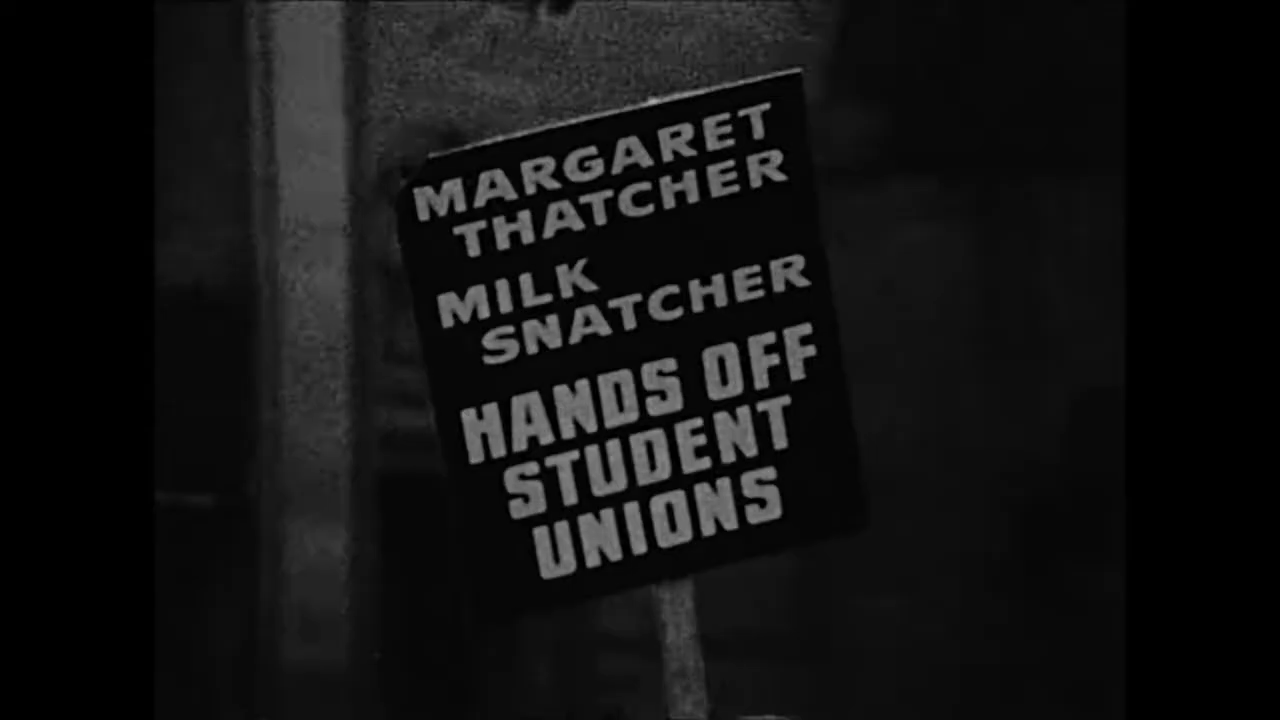 MARGARET
THATCHER
MILK
SNATCHER
HANDS OFF
STUDENT
UNIONS